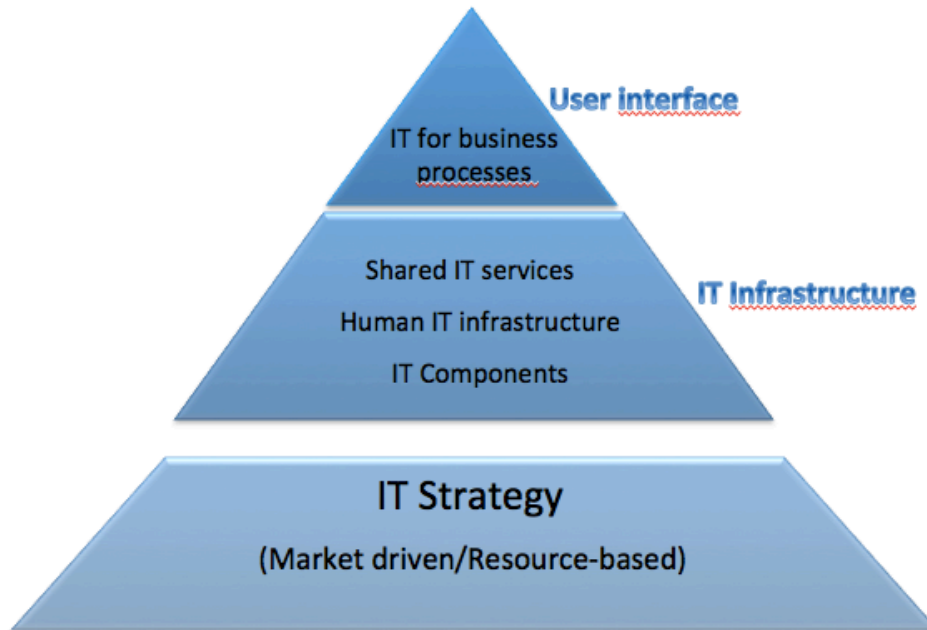 User interface
IT for business
processes
Shared IT services
IT Infrastructure
Human IT infrastructure
IT Components
IT Strategy
(Market driven/Resource-based)